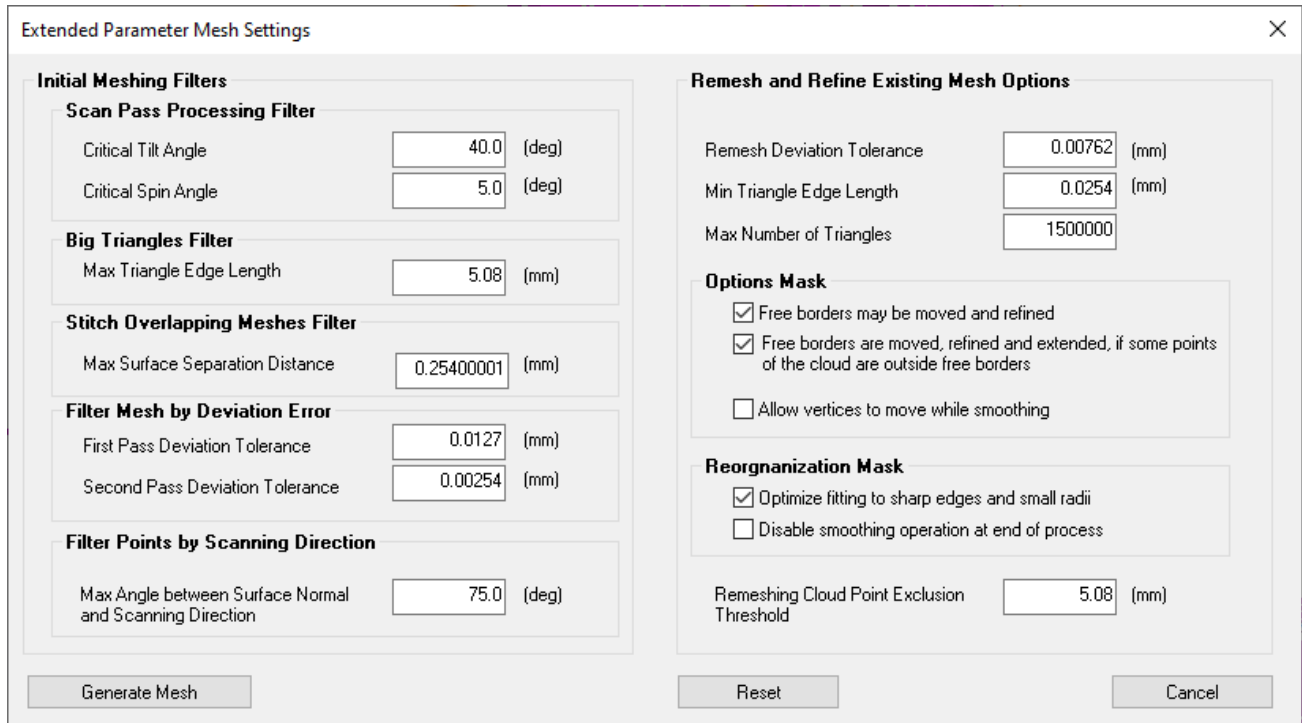 Extended Parameter Mesh Settings
Initial Meshing Filters
Scan Pass Processing Filter
Critical Tilt Angle 40.0 (deg)
Critical Spin Angle 5.0 (deg)
Big Triangles Filter
Max Triangle Edge Length 5.08 (mm)
Stitch Overlapping Meshes Filter
Max Surface Separation Distance 0.25400001 (mm)
Filter Mesh by Deviation Error
First Pass Deviation Tolerance 0.0127 (mm)
Second Pass Deviation Tolerance 0.00254 (mm)
Filter Points by Scanning Direction
Max Angle between Surface Normal 75.0 (deg)
and Scanning Direction
Remesh and Refine Existing Mesh Options
Remesh Deviation Tolerance 0.00762 (mm)
Min Triangle Edge Length 0.0254 (mm)
Max Number of Triangles 1500000
Options Mask
Free borders may be moved and refined
Free borders are moved, refined and extended, if some points
of the cloud are outside free borders
Allow vertices to move while smoothing
Reorgnanization Mask
Optimize fitting to sharp edges and small radii
Disable smoothing operation at end of process
Remeshing Cloud Point Exclusion 5.08 (mm)
Threshold
Generate Mesh Reset Cancel